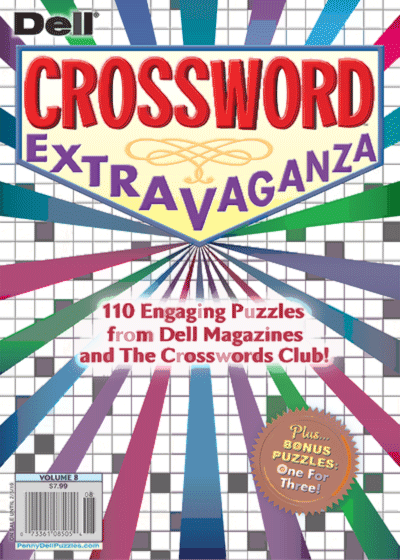 Dell®
CROSSWORD
EXTRAVAGANZA
110 Engaging Puzzles
from Dell Magazines
and The Crosswords Club!
Plus...
BONUS
PUZZLES:
One For
Three!
VOLUME 8
$7.99
08
PennyDellPuzzles.com